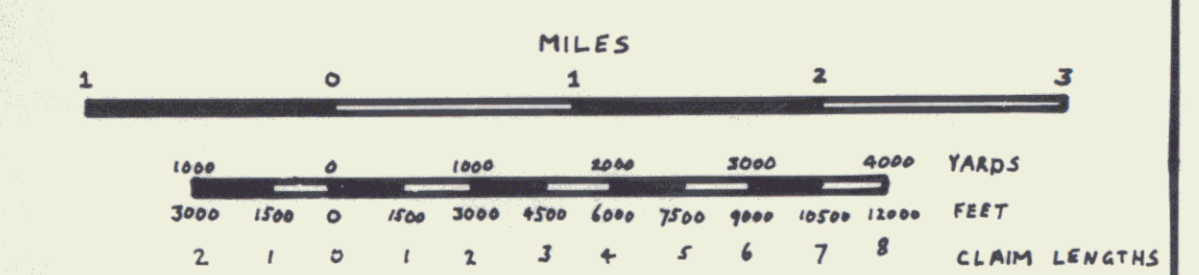 MILES
1 0 1 2 3
1000 0 1000 2000 3000 4000 YARDS
3000 1500 0 1500 3000 4500 6000 7500 9000 10500 12000 FEET
2 1 0 1 2 3 4 5 6 7 8 CLAIM LENGTHS